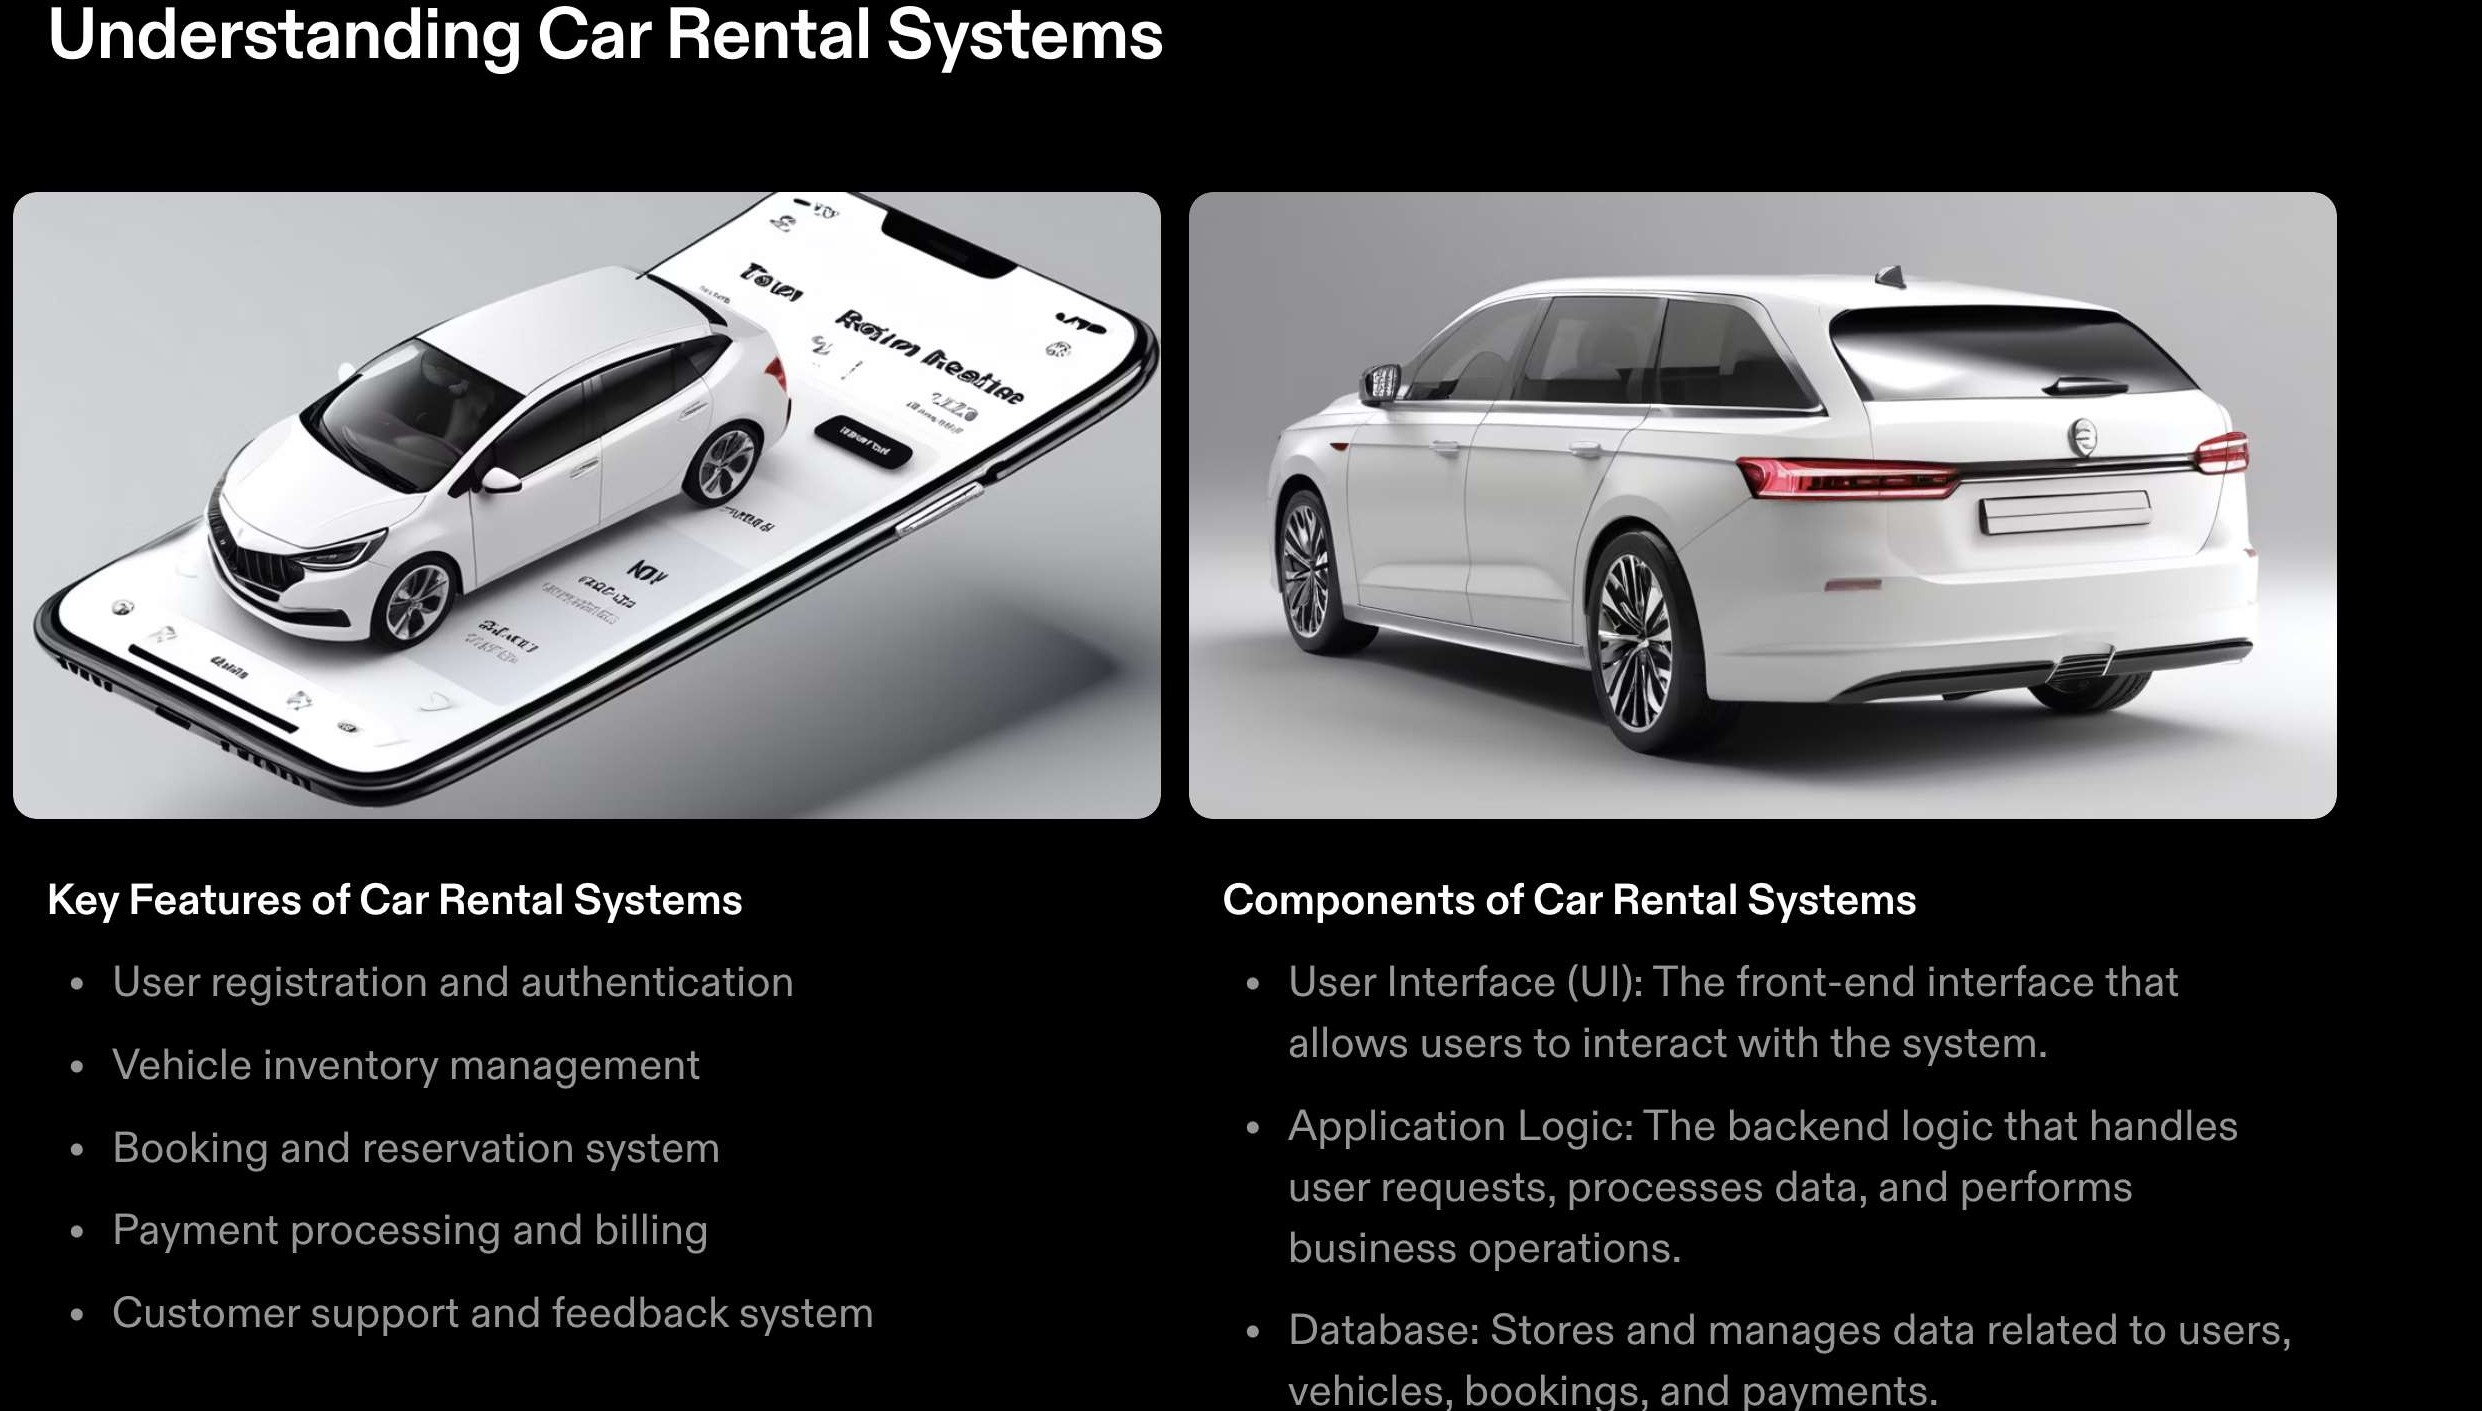 Understanding Car Rental Systems
Key Features of Car Rental Systems
• User registration and authentication
• Vehicle inventory management
• Booking and reservation system
• Payment processing and billing
• Customer support and feedback system
Components of Car Rental Systems
• User Interface (UI): The front-end interface that
allows users to interact with the system.
• Application Logic: The backend logic that handles
user requests, processes data, and performs
business operations.
• Database: Stores and manages data related to users,
vehicles, bookings, and payments.